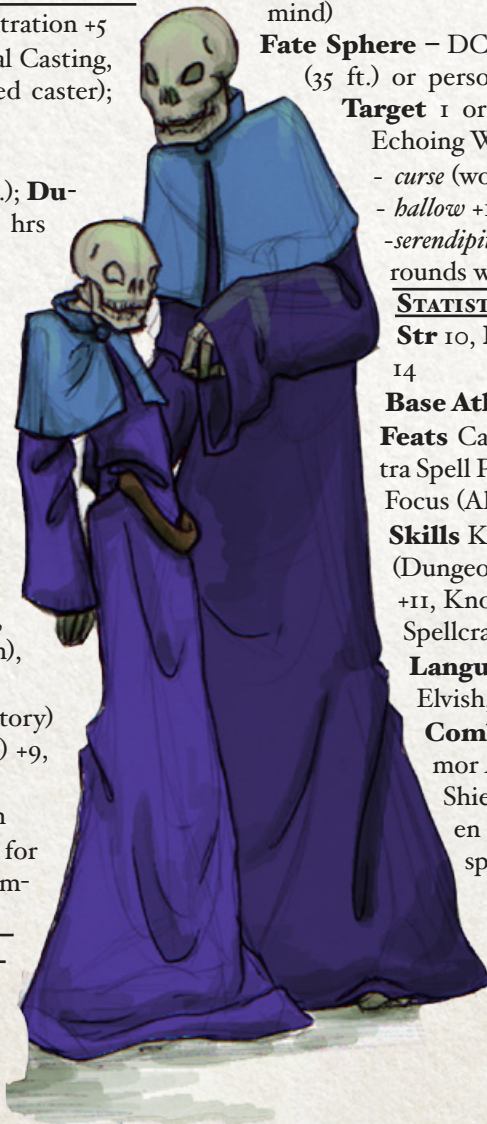 tration +5
al Casting,
ed caster);
.); Du-
hrs
n),
tory)
) +9,
for
m-
mind)
Fate Sphere – DC
(35 ft.) or perso
Target 1 or
Echoing W
- curse (wo
- hallow +1
-serendipit
rounds w
STATIST
Str 10, 
14
Base Atk
Feats Ca
tra Spell P
Focus (Al
Skills K
(Dungeo
+11, Kno
Spellcra
Langu
Elvish,
Comb
mor A
Shie
en
sp